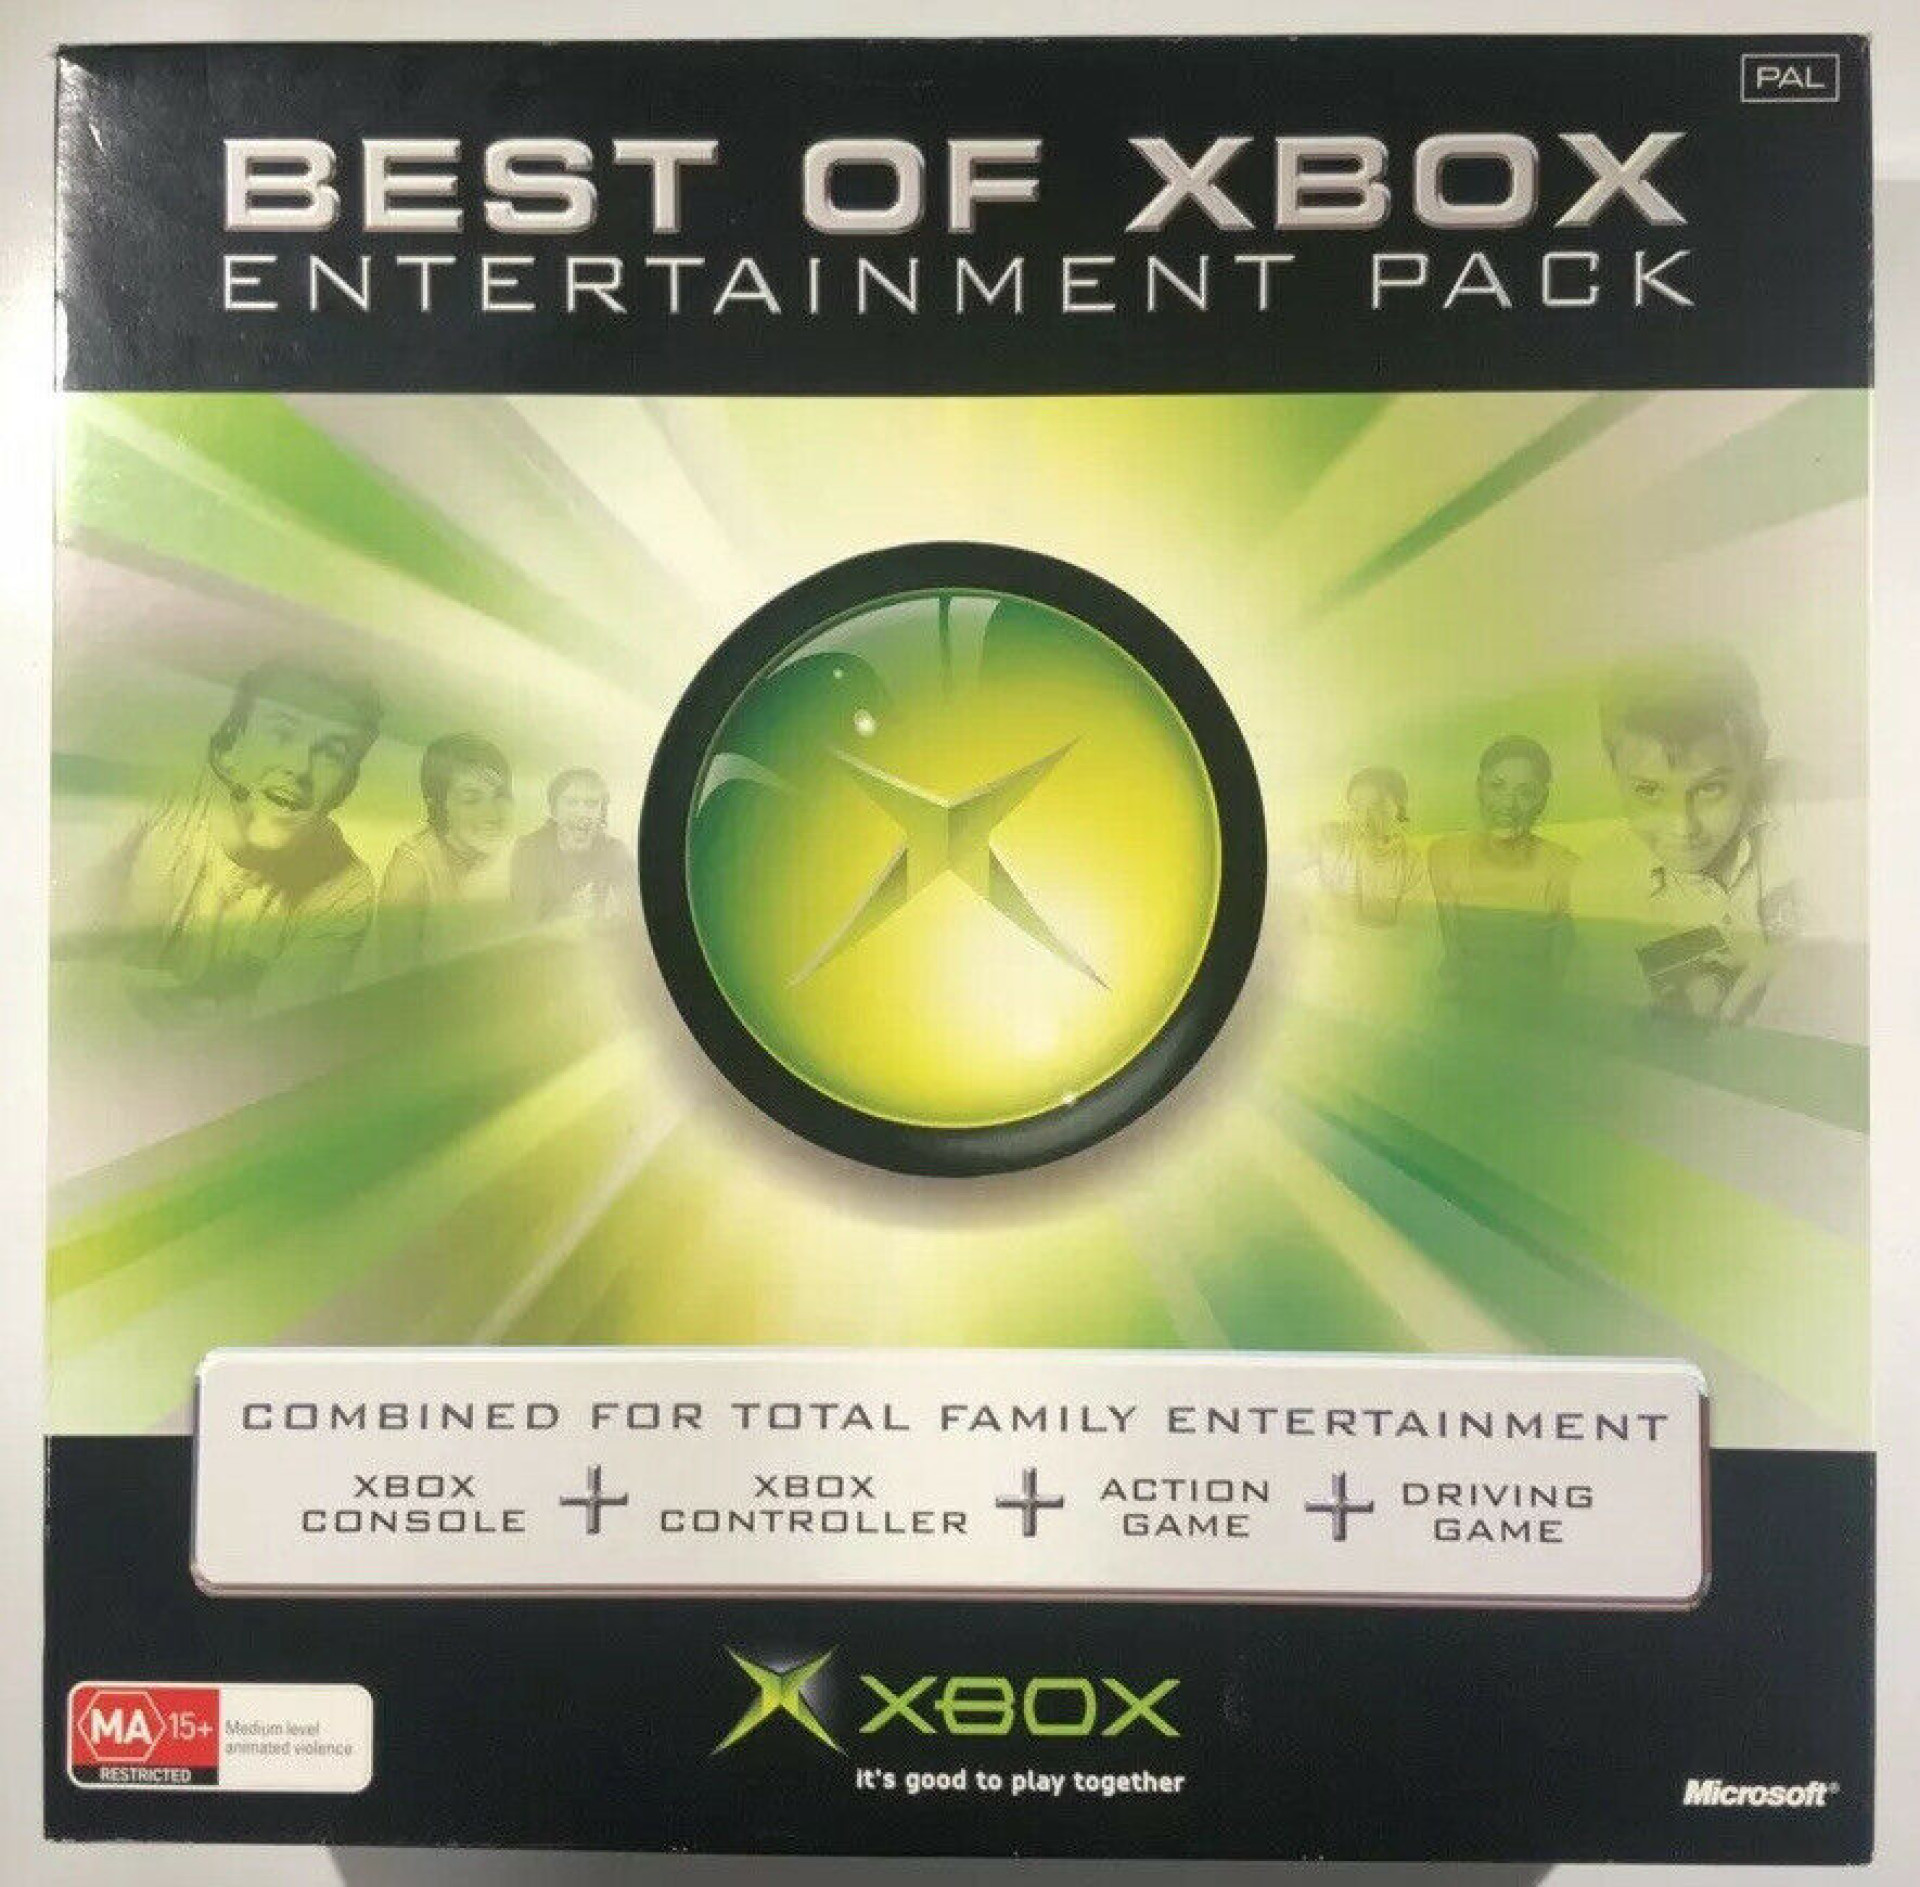 PAL
BEST OF XBOX
ENTERTAINMENT PACK
COMBINED FOR TOTAL FAMILY ENTERTAINMENT
XBOX CONSOLE + XBOX CONTROLLER + ACTION GAME + DRIVING GAME
MA 15+
RESTRICTED
Medium level
animated violence
XBOX
it's good to play together
Microsoft®